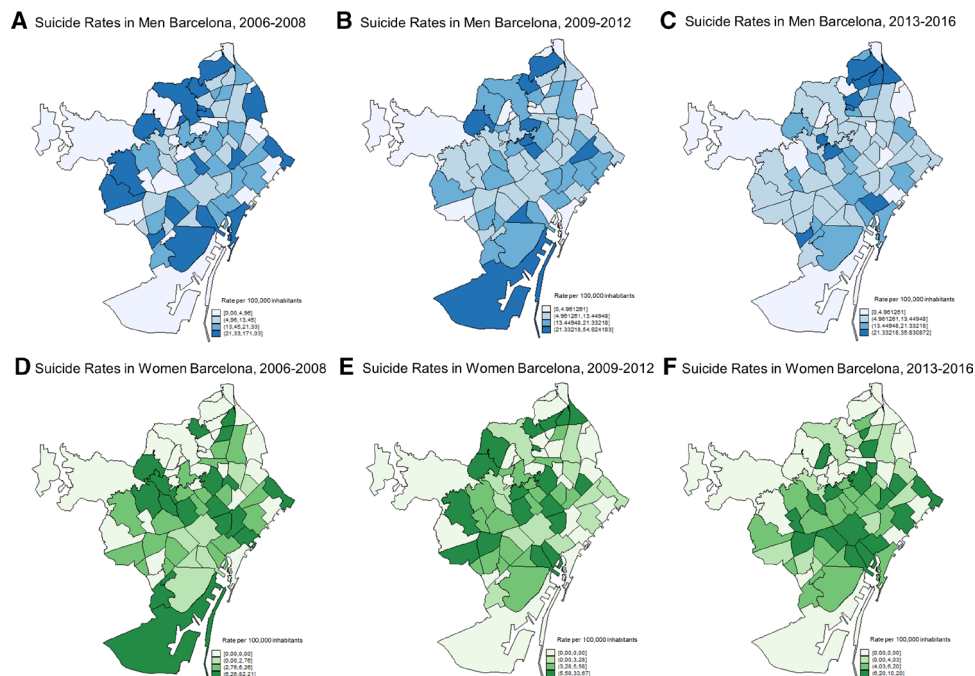 A Suicide Rates in Men Barcelona, 2006-2008
B Suicide Rates in Men Barcelona, 2009-2012
C Suicide Rates in Men Barcelona, 2013-2016
Rate per 100,000 inhabitants
[0,00,4,96]
(4,96,13,45]
(13,45,21,33]
(21,33,171,03]
Rate per 100,000 inhabitants
[0,4.961261]
(4.961261,13.44948]
(13.44948,21.33218]
(21.33218,54.924183]
Rate per 100,000 inhabitants
[0,4.961261]
(4.961261,13.44948]
(13.44948,21.33218]
(21.33218,35.830872]
D Suicide Rates in Women Barcelona, 2006-2008
E Suicide Rates in Women Barcelona, 2009-2012
F Suicide Rates in Women Barcelona, 2013-2016
Rate per 100,000 inhabitants
[0,00,0,00]
(0,00,2,76]
(2,76,6,26]
(6,26,82,21]
Rate per 100,000 inhabitants
[0,00,0,00]
(0,00,3,28]
(3,28,5,58]
(5,58,33,67]
Rate per 100,000 inhabitants
[0,00,0,00]
(0,00,4,03]
(4,03,6,20]
(6,20,10,20]